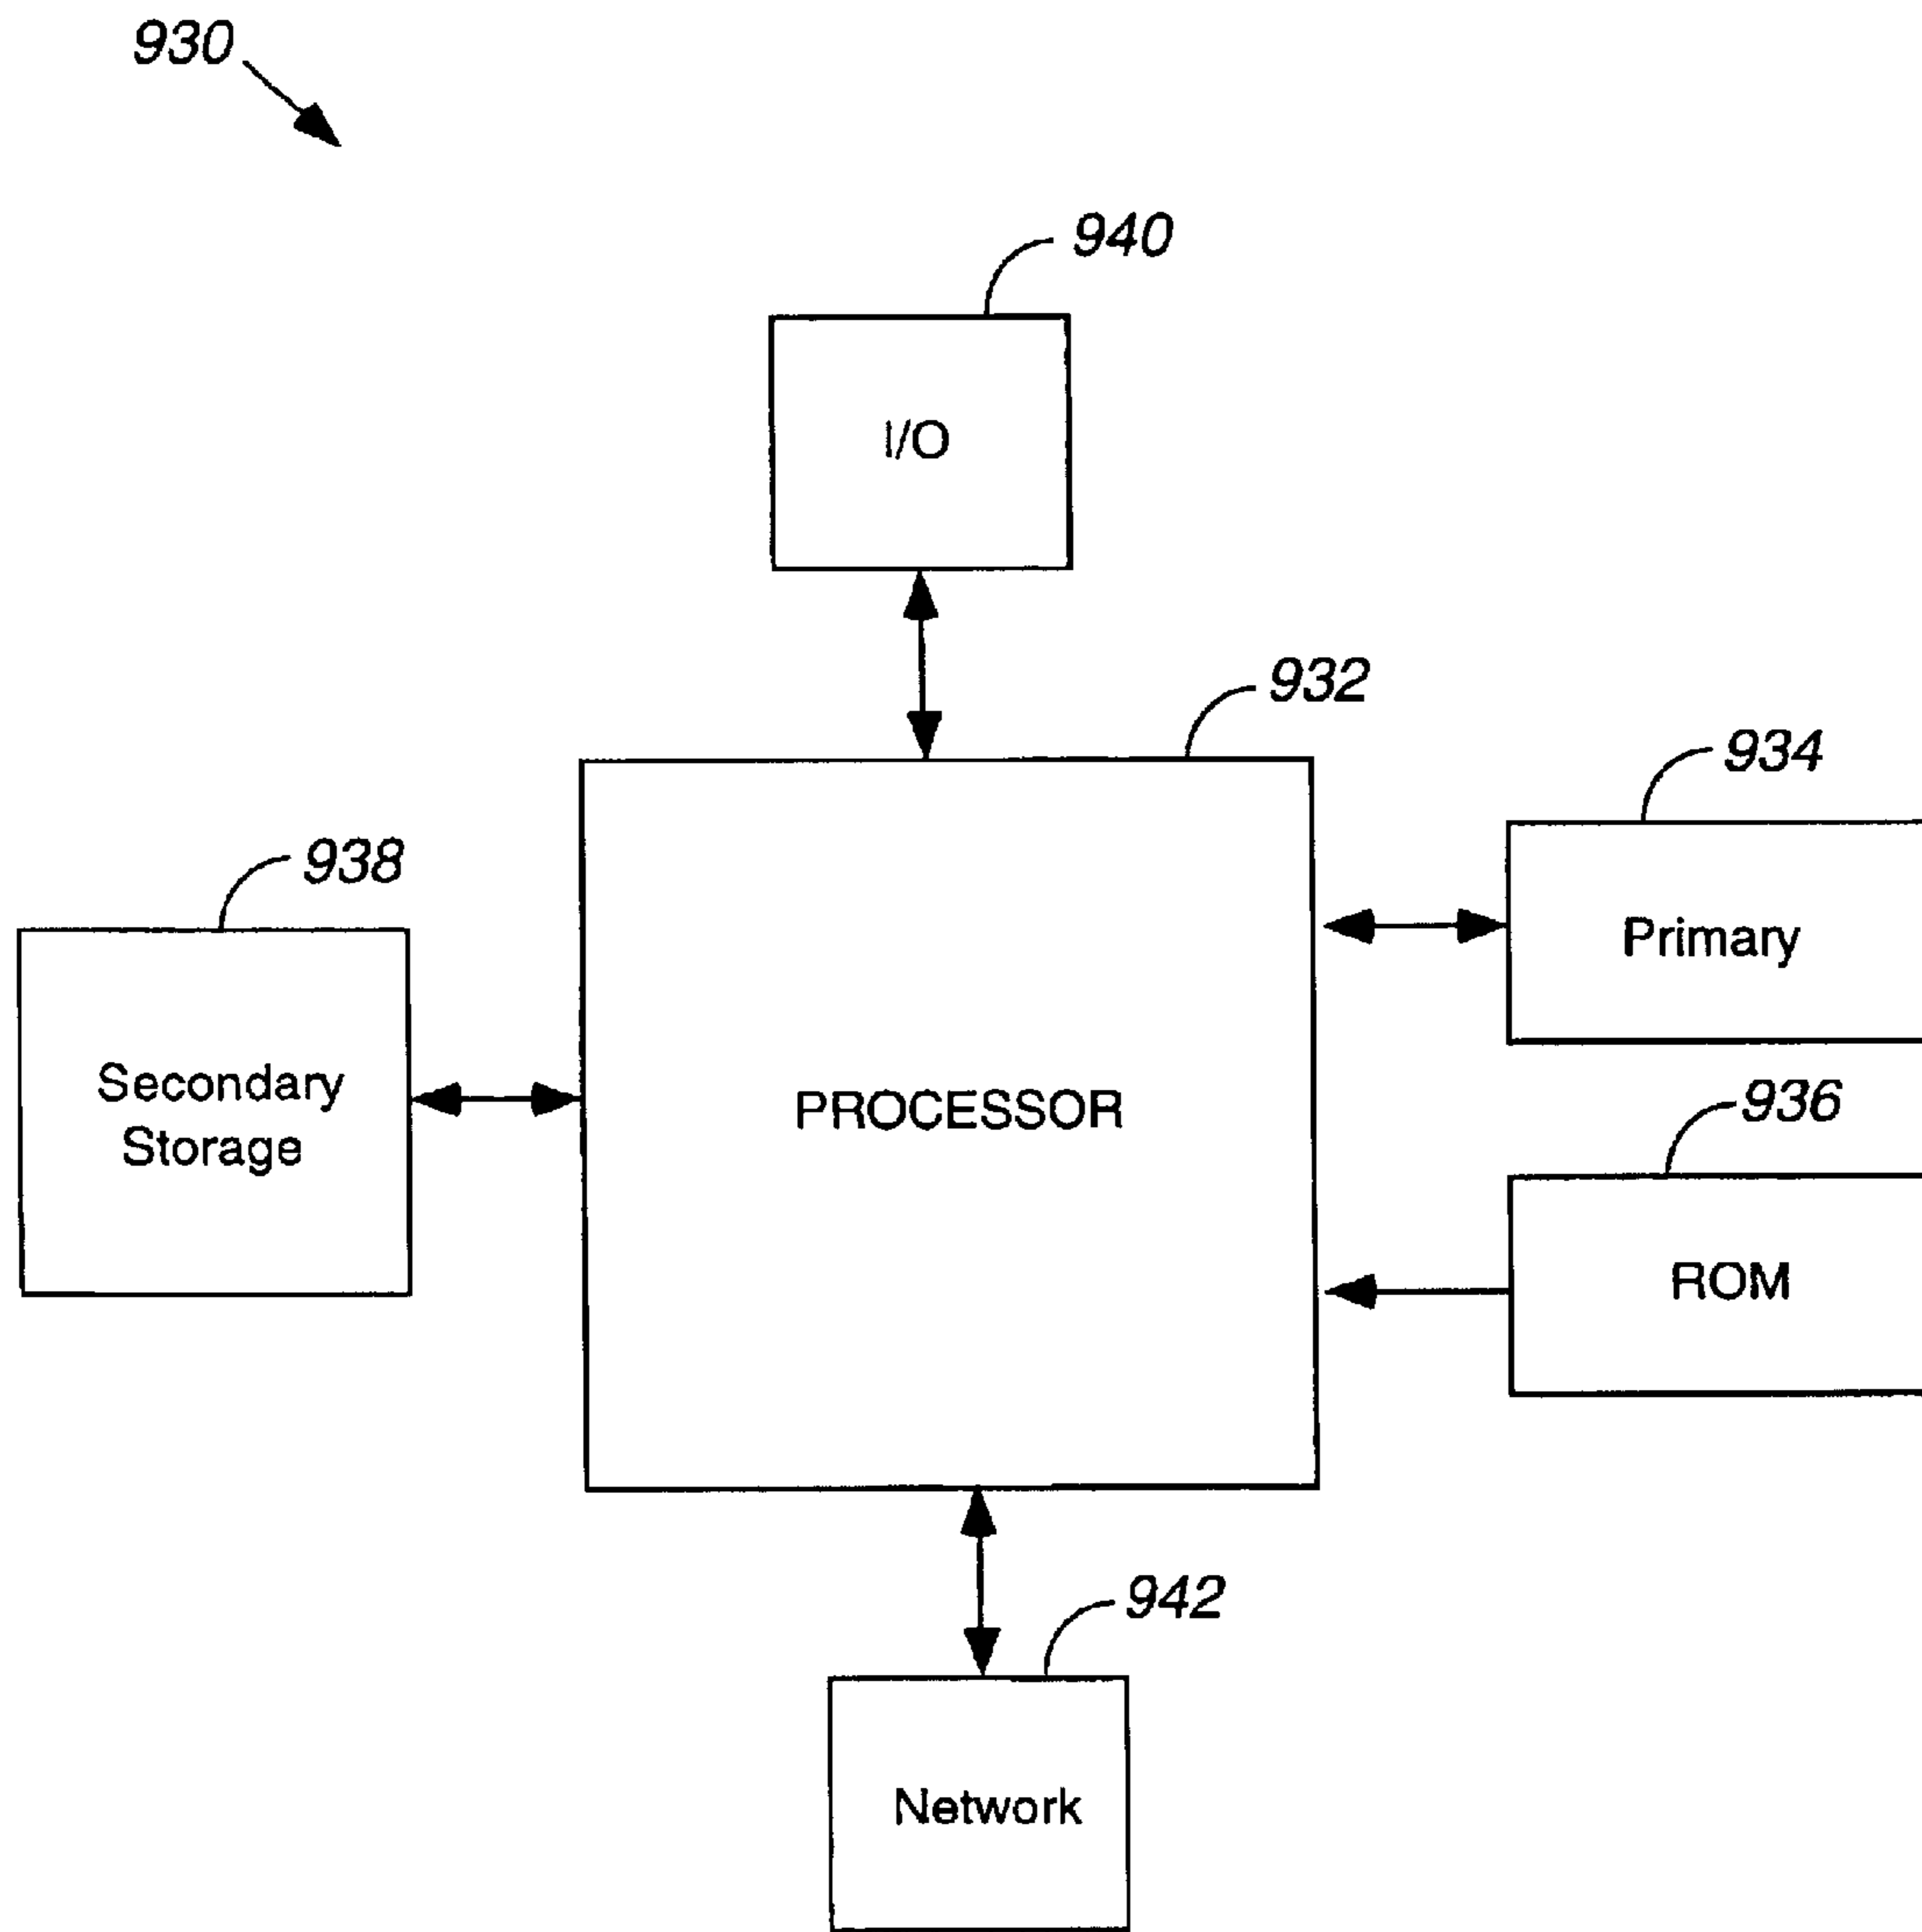 930
940
I/O
932
934
938
Primary
Secondary
Storage
PROCESSOR
936
ROM
942
Network